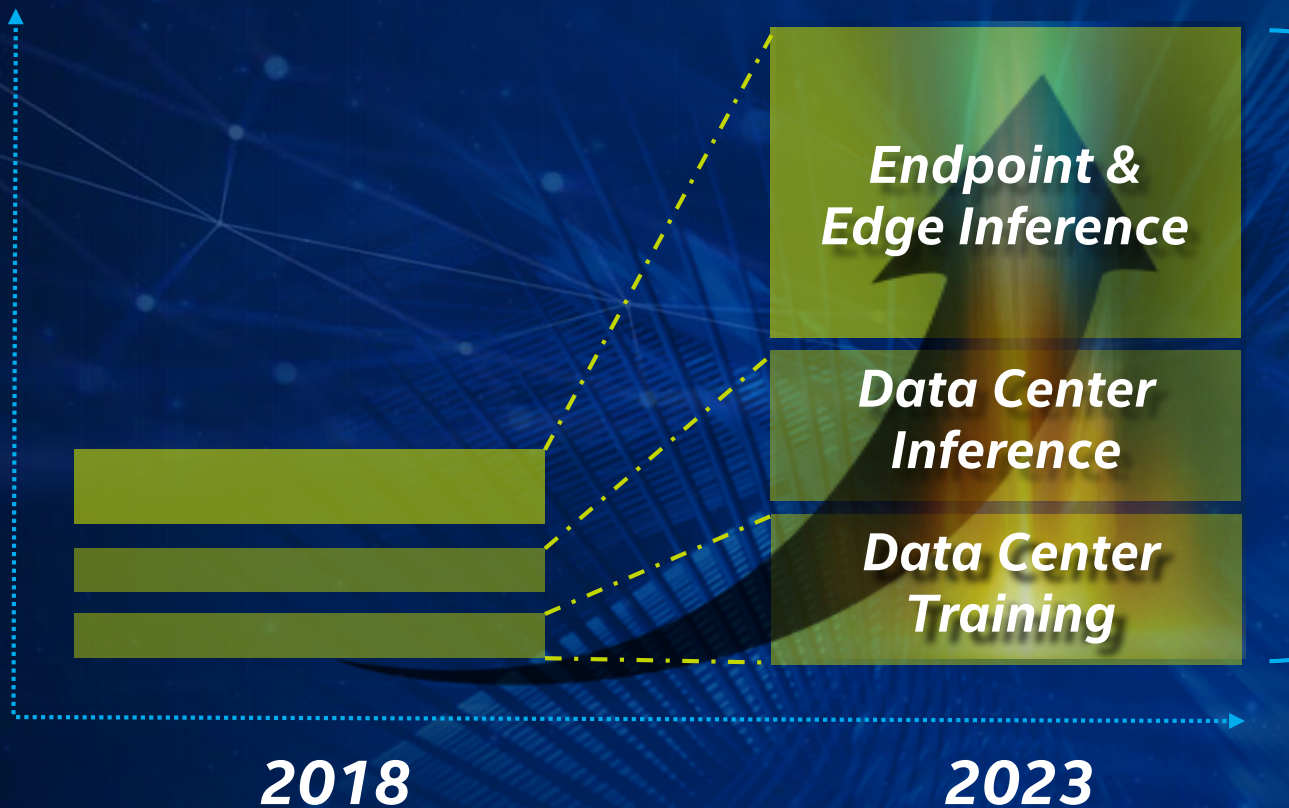 Endpoint &
Edge Inference
Data Center
Inference
Data Center
Training
2018
2023